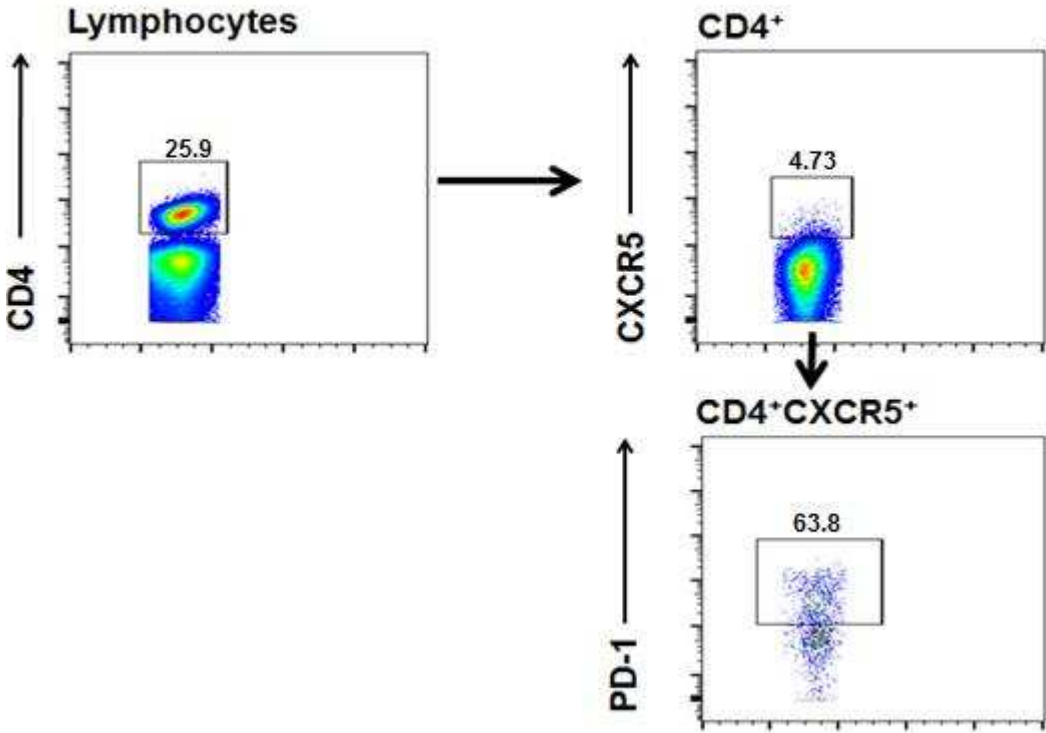 Lymphocytes
CD4
25.9
CD4⁺
CXCR5
4.73
CD4⁺CXCR5⁺
PD-1
63.8